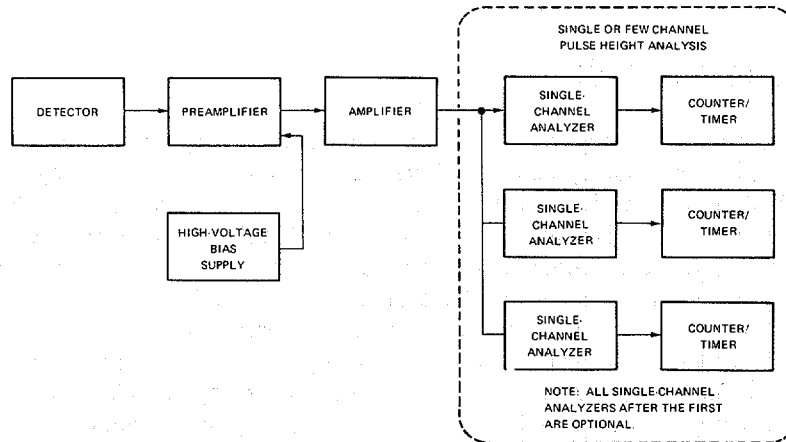 SINGLE OR FEW CHANNEL
PULSE HEIGHT ANALYSIS
DETECTOR
PREAMPLIFIER
AMPLIFIER
SINGLE-
CHANNEL
ANALYZER
COUNTER/
TIMER
HIGH-VOLTAGE
BIAS
SUPPLY
SINGLE-
CHANNEL
ANALYZER
COUNTER/
TIMER
SINGLE-
CHANNEL
ANALYZER
COUNTER/
TIMER
NOTE: ALL SINGLE-CHANNEL
ANALYZERS AFTER THE FIRST
ARE OPTIONAL.